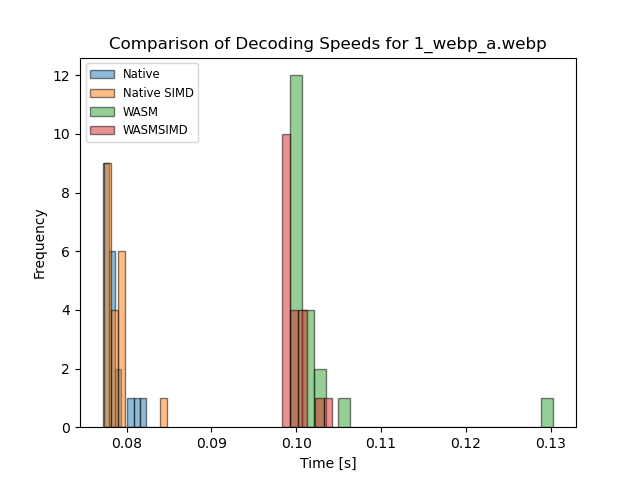 Comparison of Decoding Speeds for 1_webp_a.webp
Native
Native SIMD
WASM
WASMSIMD
12
10
8
6
4
2
0
Frequency
0.08
0.09
0.10
0.11
0.12
0.13
Time [s]